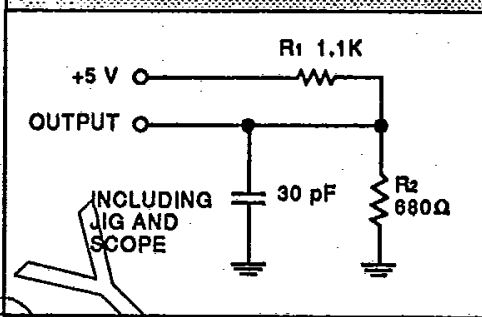 R1 1.1K
+5 V
OUTPUT
30 pF
R2
680Ω
INCLUDING
JIG AND
SCOPE